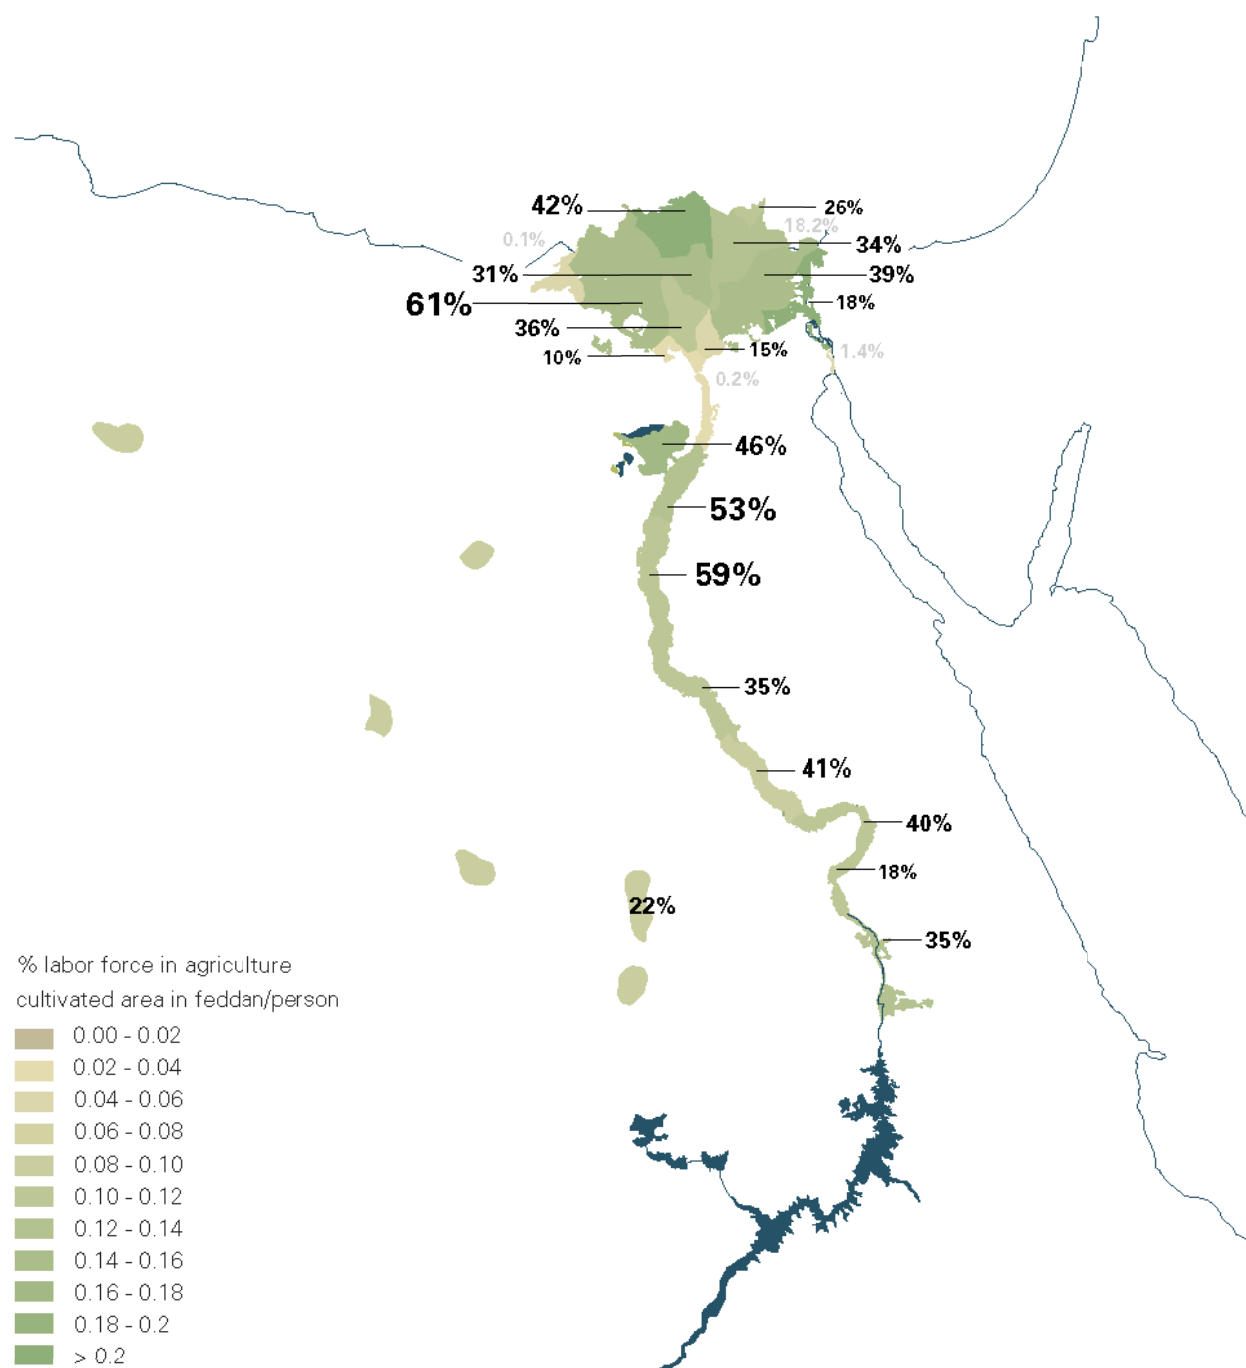 42%
26%
18.2%
0.1%
34%
31%
39%
61%
18%
36%
15%
10%
1.4%
0.2%
46%
53%
59%
35%
41%
40%
18%
22%
35%
% labor force in agriculture
cultivated area in feddan/person
0.00 - 0.02
0.02 - 0.04
0.04 - 0.06
0.06 - 0.08
0.08 - 0.10
0.10 - 0.12
0.12 - 0.14
0.14 - 0.16
0.16 - 0.18
0.18 - 0.2
> 0.2